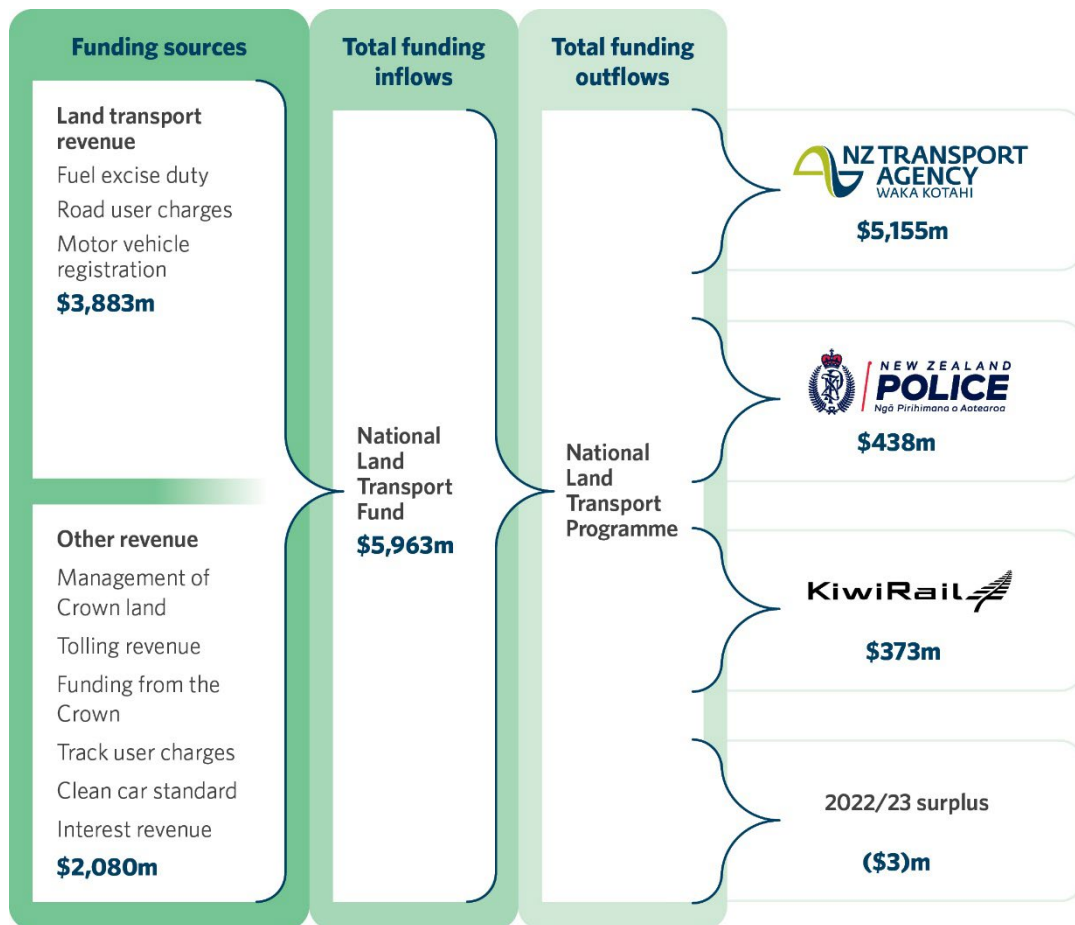 Funding sources
Land transport
revenue
Fuel excise duty
Road user charges
Motor vehicle
registration
$3,883m
Other revenue
Management of
Crown land
Tolling revenue
Funding from the
Crown
Track user charges
Clean car standard
Interest revenue
$2,080m
Total funding
inflows
National
Land
Transport
Fund
$5,963m
Total funding
outflows
National
Land
Transport
Programme
NZ TRANSPORT
AGENCY
WAKA KOTAHI
$5,155m
NEW ZEALAND
POLICE
Ngā Pirihimana o Aotearoa
$438m
KiwiRail
$373m
2022/23 surplus
($3)m